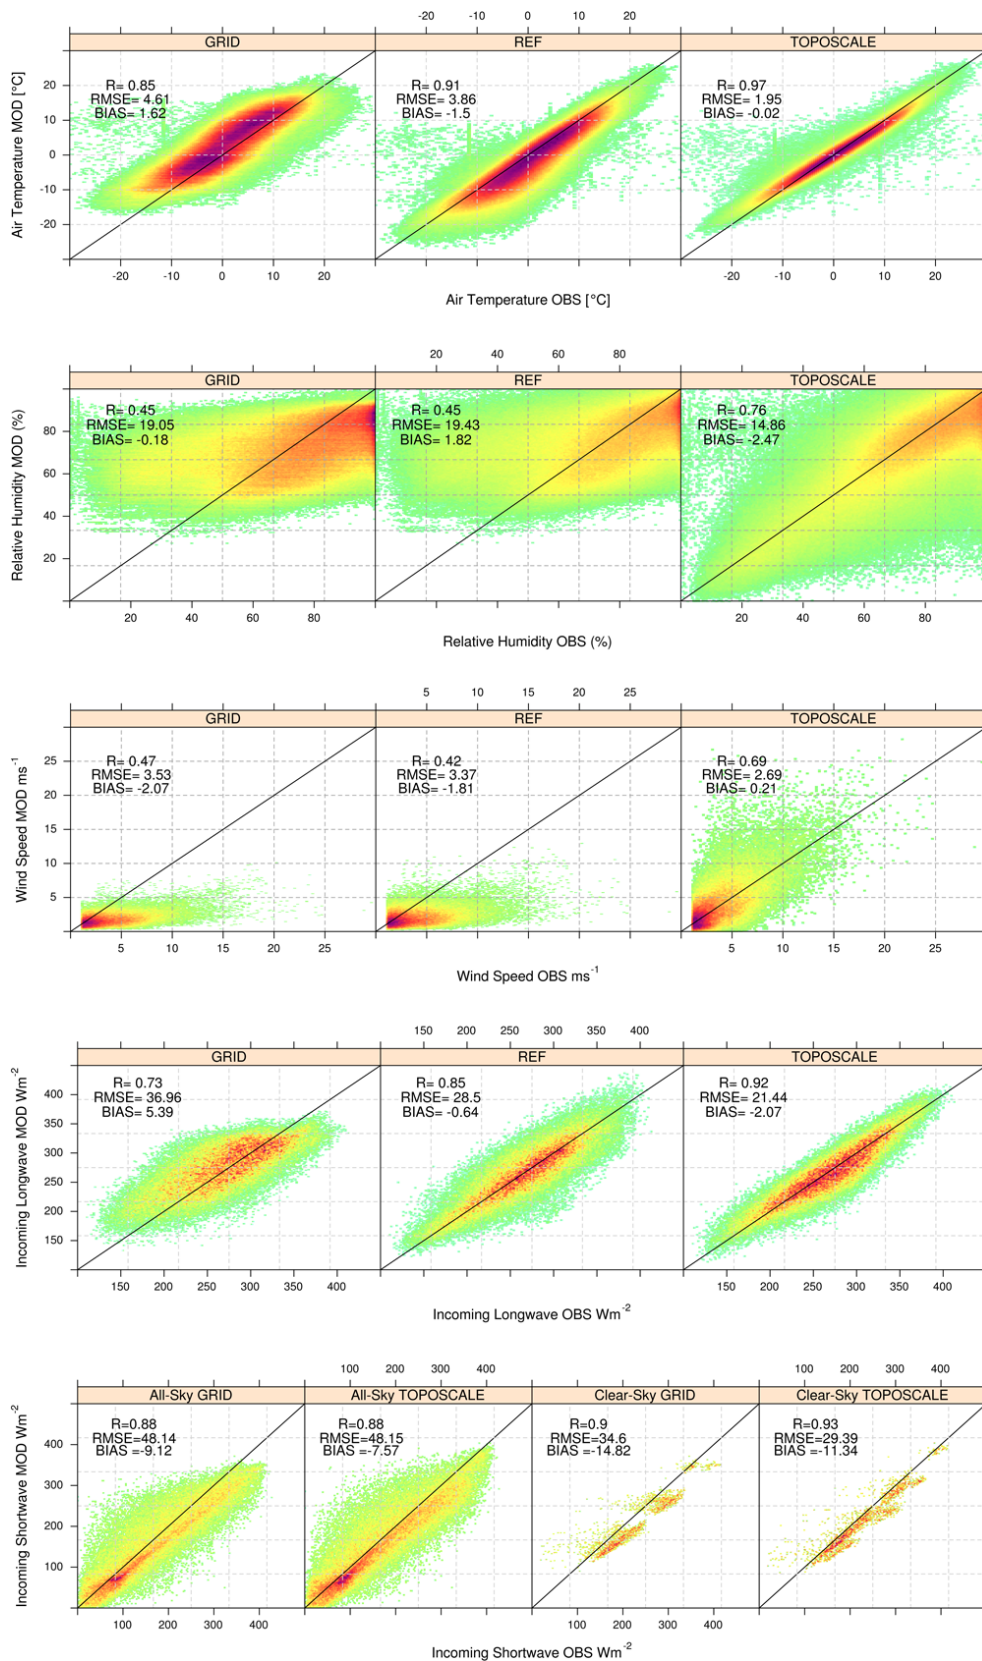 -20 -10 0 10 20
GRID REF TOPOSCALE
R= 0.85
RMSE= 4.61
BIAS= 1.62
R= 0.91
RMSE= 3.86
BIAS= -1.5
R= 0.97
RMSE= 1.95
BIAS= -0.02
Air Temperature MOD [°C]
20
10
0
-10
-20
-20 -10 0 10 20 -20 -10 0 10 20
Air Temperature OBS [°C]
20 40 60 80
GRID REF TOPOSCALE
R= 0.45
RMSE= 19.05
BIAS= -0.18
R= 0.45
RMSE= 19.43
BIAS= 1.82
R= 0.76
RMSE= 14.86
BIAS= -2.47
Relative Humidity MOD (%)
80
60
40
20
20 40 60 80 20 40 60 80
Relative Humidity OBS (%)
5 10 15 20 25
GRID REF TOPOSCALE
R= 0.47
RMSE= 3.53
BIAS= -2.07
R= 0.42
RMSE= 3.37
BIAS= -1.81
R= 0.69
RMSE= 2.69
BIAS= 0.21
Wind Speed MOD ms⁻¹
25
20
15
10
5
5 10 15 20 25 5 10 15 20 25
Wind Speed OBS ms⁻¹
150 200 250 300 350 400
GRID REF TOPOSCALE
R= 0.73
RMSE= 36.96
BIAS= 5.39
R= 0.85
RMSE= 28.5
BIAS= -0.64
R= 0.92
RMSE= 21.44
BIAS= -2.07
Incoming Longwave MOD Wm⁻²
400
350
300
250
200
150
150 200 250 300 350 400 150 200 250 300 350 400
Incoming Longwave OBS Wm⁻²
100 200 300 400 100 200 300 400
All-Sky GRID All-Sky TOPOSCALE Clear-Sky GRID Clear-Sky TOPOSCALE
R=0.88
RMSE=48.14
BIAS =-9.12
R=0.88
RMSE=48.15
BIAS =-7.57
R=0.9
RMSE=34.6
BIAS =-14.82
R=0.93
RMSE=29.39
BIAS =-11.34
Incoming Shortwave MOD Wm⁻²
400
300
200
100
100 200 300 400 100 200 300 400
Incoming Shortwave OBS Wm⁻²